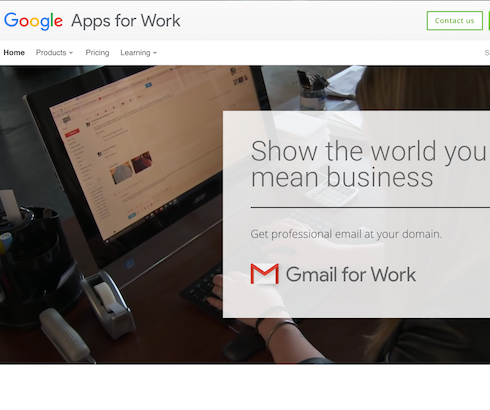 Google Apps for Work
Contact us
Home Products Pricing Learning
Show the world you
mean business
Get professional email at your domain.
Gmail for Work